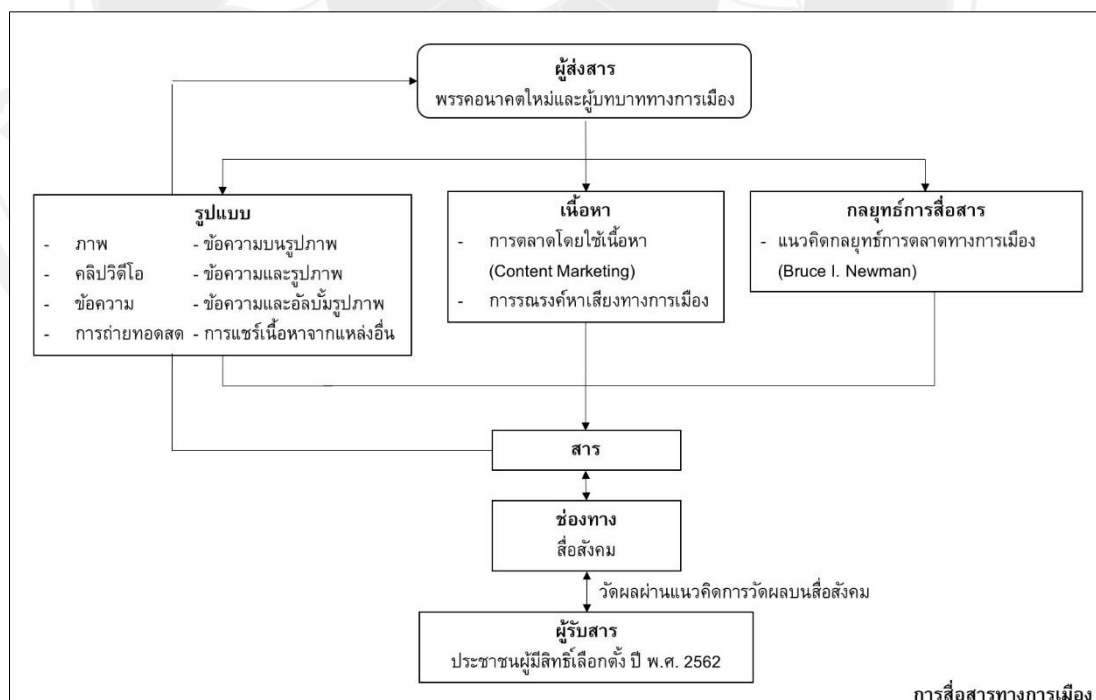 ผู้ส่งสาร
พรรคอนาคตใหม่และผู้บทบาททางการเมือง
รูปแบบ
- ภาพ - ข้อความบนรูปภาพ
- คลิปวิดีโอ - ข้อความและรูปภาพ
- ข้อความ - ข้อความและอัลบั้มรูปภาพ
- การถ่ายทอดสด - การแชร์เนื้อหาจากแหล่งอื่น
เนื้อหา
- การตลาดโดยใช้เนื้อหา
(Content Marketing)
- การรณรงค์หาเสียงทางการเมือง
กลยุทธ์การสื่อสาร
- แนวคิดกลยุทธ์การตลาดทางการเมือง
(Bruce I. Newman)
สาร
ช่องทาง
สื่อสังคม
วัดผลผ่านแนวคิดการวัดผลบนสื่อสังคม
ผู้รับสาร
ประชาชนผู้มีสิทธิ์เลือกตั้ง ปี พ.ศ. 2562
การสื่อสารทางการเมือง